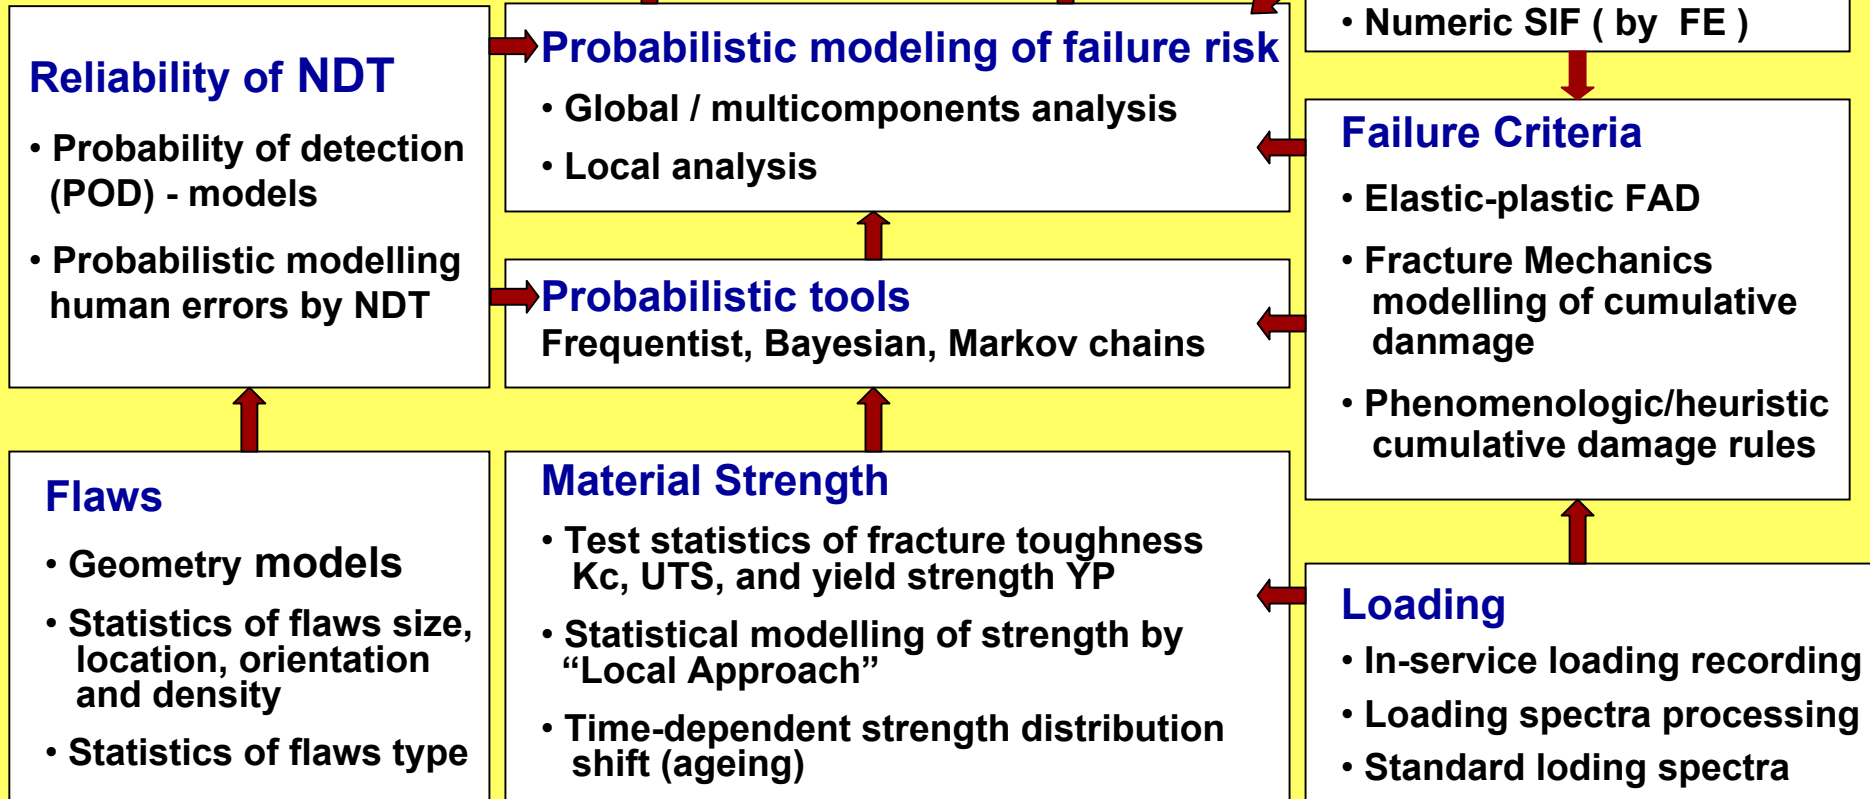 • Numeric SIF ( by FE )
Reliability of NDT
• Probability of detection
(POD) - models
• Probabilistic modelling
human errors by NDT
Probabilistic modeling of failure risk
• Global / multicomponents analysis
• Local analysis
Probabilistic tools
Frequentist, Bayesian, Markov chains
Failure Criteria
• Elastic-plastic FAD
• Fracture Mechanics
modelling of cumulative
danmage
• Phenomenologic/heuristic
cumulative damage rules
Flaws
• Geometry models
• Statistics of flaws size,
location, orientation
and density
• Statistics of flaws type
Material Strength
• Test statistics of fracture toughness
Kc, UTS, and yield strength YP
• Statistical modelling of strength by
“Local Approach”
• Time-dependent strength distribution
shift (ageing)
Loading
• In-service loading recording
• Loading spectra processing
• Standard loding spectra